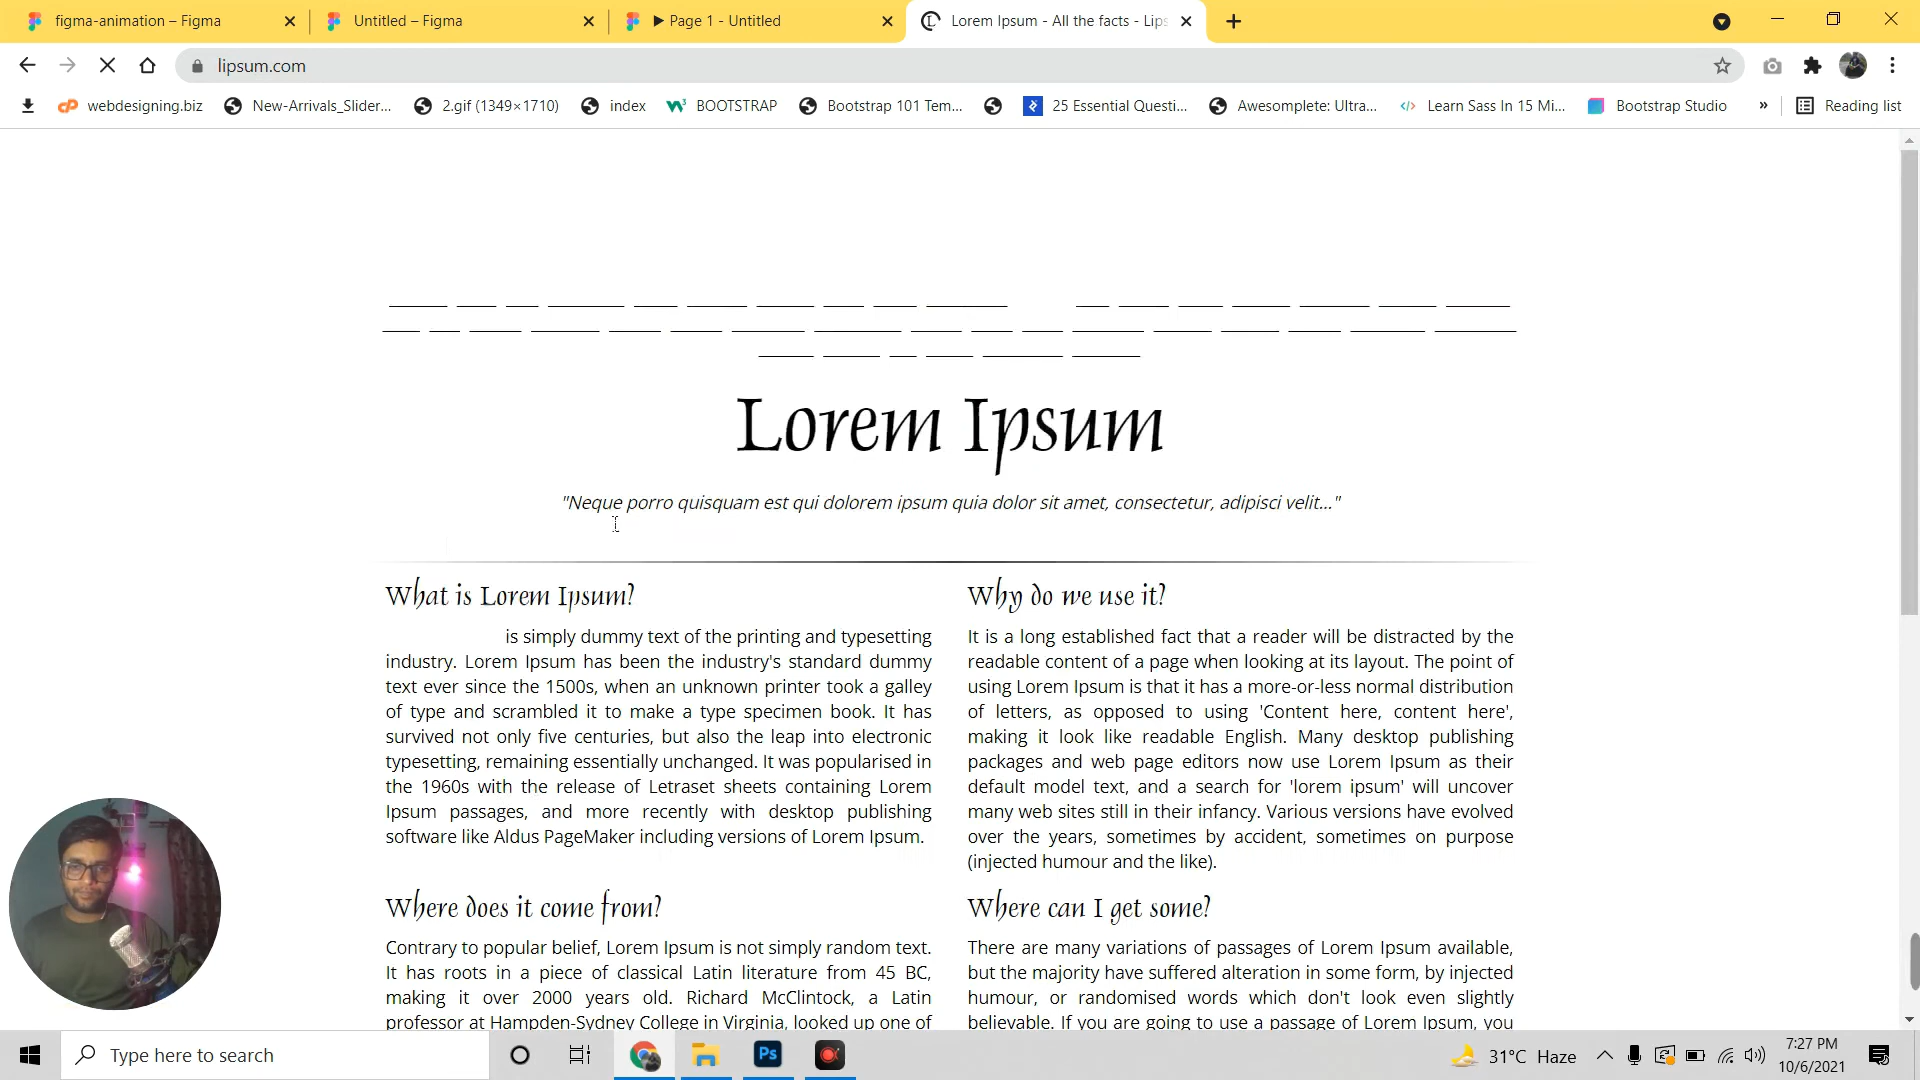 figma-animation – Figma
Untitled – Figma
▶ Page 1 - Untitled
Lorem Ipsum - All the facts - Lips
lipsum.com
webdesigning.biz
New-Arrivals_Slider...
2.gif (1349×1710)
index
BOOTSTRAP
Bootstrap 101 Tem...
25 Essential Questi...
Awesomplete: Ultra...
Learn Sass In 15 Mi...
Bootstrap Studio
»
Reading list
Lorem Ipsum
"Neque porro quisquam est qui dolorem ipsum quia dolor sit amet, consectetur, adipisci velit..."
What is Lorem Ipsum?
is simply dummy text of the printing and typesetting
industry. Lorem Ipsum has been the industry's standard dummy
text ever since the 1500s, when an unknown printer took a galley
of type and scrambled it to make a type specimen book. It has
survived not only five centuries, but also the leap into electronic
typesetting, remaining essentially unchanged. It was popularised in
the 1960s with the release of Letraset sheets containing Lorem
Ipsum passages, and more recently with desktop publishing
software like Aldus PageMaker including versions of Lorem Ipsum.
Why do we use it?
It is a long established fact that a reader will be distracted by the
readable content of a page when looking at its layout. The point of
using Lorem Ipsum is that it has a more-or-less normal distribution
of letters, as opposed to using 'Content here, content here',
making it look like readable English. Many desktop publishing
packages and web page editors now use Lorem Ipsum as their
default model text, and a search for 'lorem ipsum' will uncover
many web sites still in their infancy. Various versions have evolved
over the years, sometimes by accident, sometimes on purpose
(injected humour and the like).
Where does it come from?
Contrary to popular belief, Lorem Ipsum is not simply random text.
It has roots in a piece of classical Latin literature from 45 BC,
making it over 2000 years old. Richard McClintock, a Latin
professor at Hampden-Sydney College in Virginia, looked up one of
Where can I get some?
There are many variations of passages of Lorem Ipsum available,
but the majority have suffered alteration in some form, by injected
humour, or randomised words which don't look even slightly
believable. If you are going to use a passage of Lorem Ipsum, you
Type here to search
Ps
31°C Haze
7:27 PM
10/6/2021